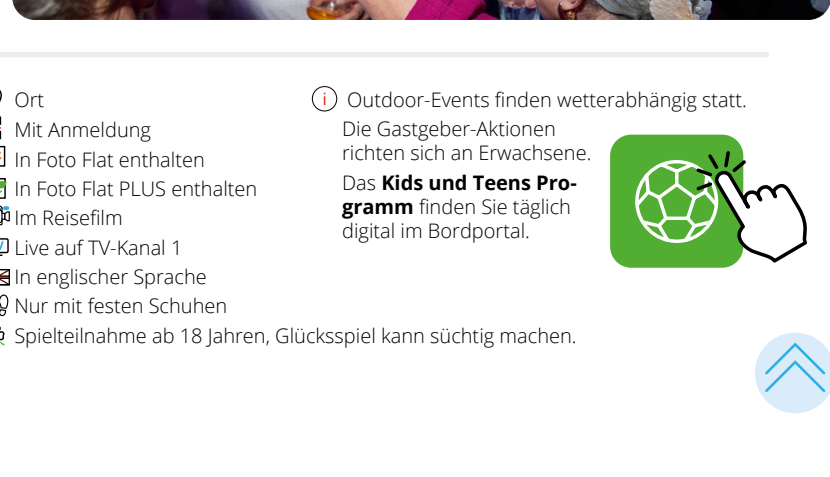 Ort
Mit Anmeldung
In Foto Flat enthalten
In Foto Flat PLUS enthalten
Im Reisefilm
Live auf TV-Kanal 1
In englischer Sprache
Nur mit festen Schuhen
Spielteilnahme ab 18 Jahren, Glücksspiel kann süchtig machen.
i Outdoor-Events finden wetterabhängig statt.
Die Gastgeber-Aktionen
richten sich an Erwachsene.
Das Kids und Teens Pro-
gramm finden Sie täglich
digital im Bordportal.